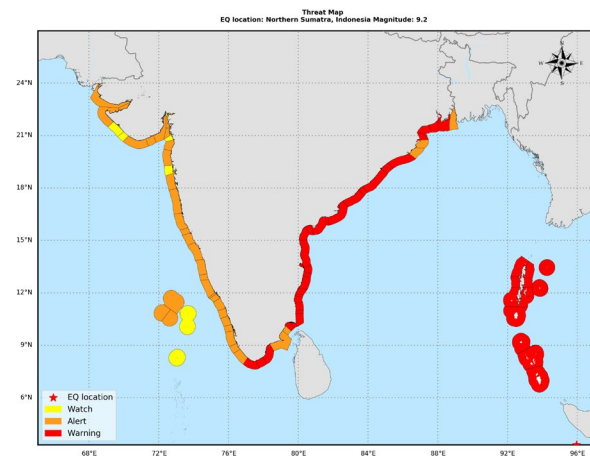 Threat Map
EQ location: Northern Sumatra, Indonesia Magnitude: 9.2
N
W
E
S
24°N
21°N
18°N
15°N
12°N
9°N
6°N
EQ location
Watch
Alert
Warning
68°E 72°E 76°E 80°E 84°E 88°E 92°E 96°E